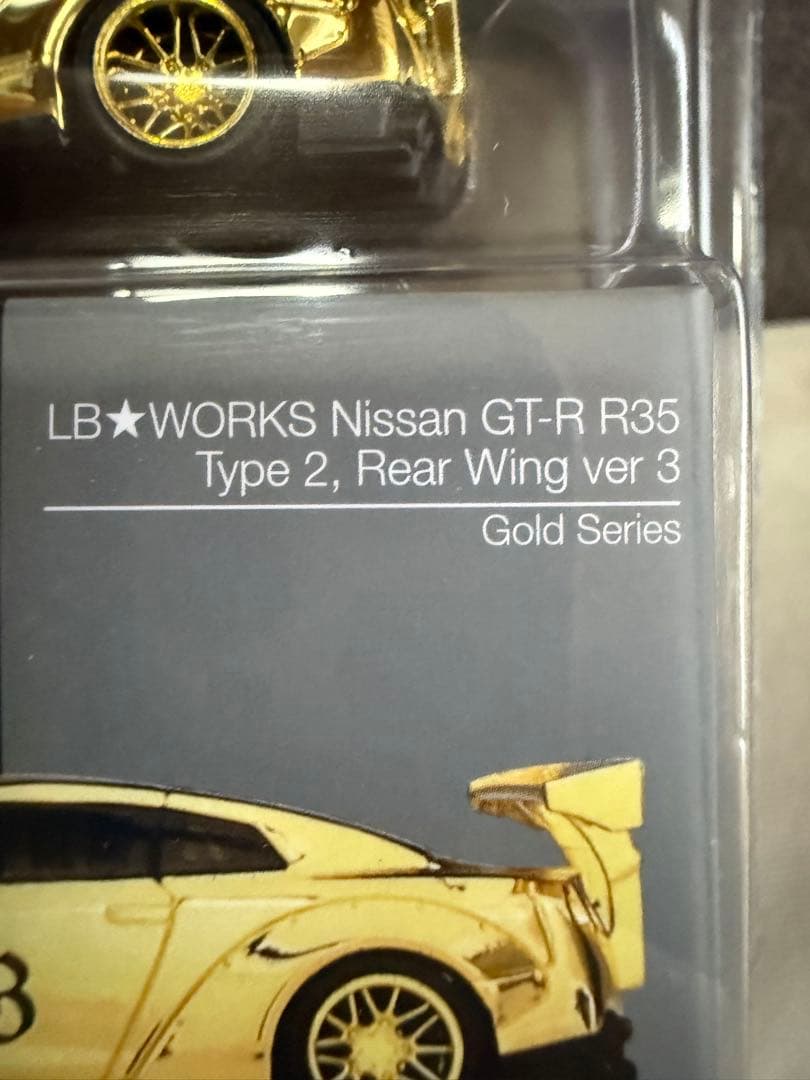 LB★WORKS Nissan GT-R R35
Type 2, Rear Wing ver 3
Gold Series